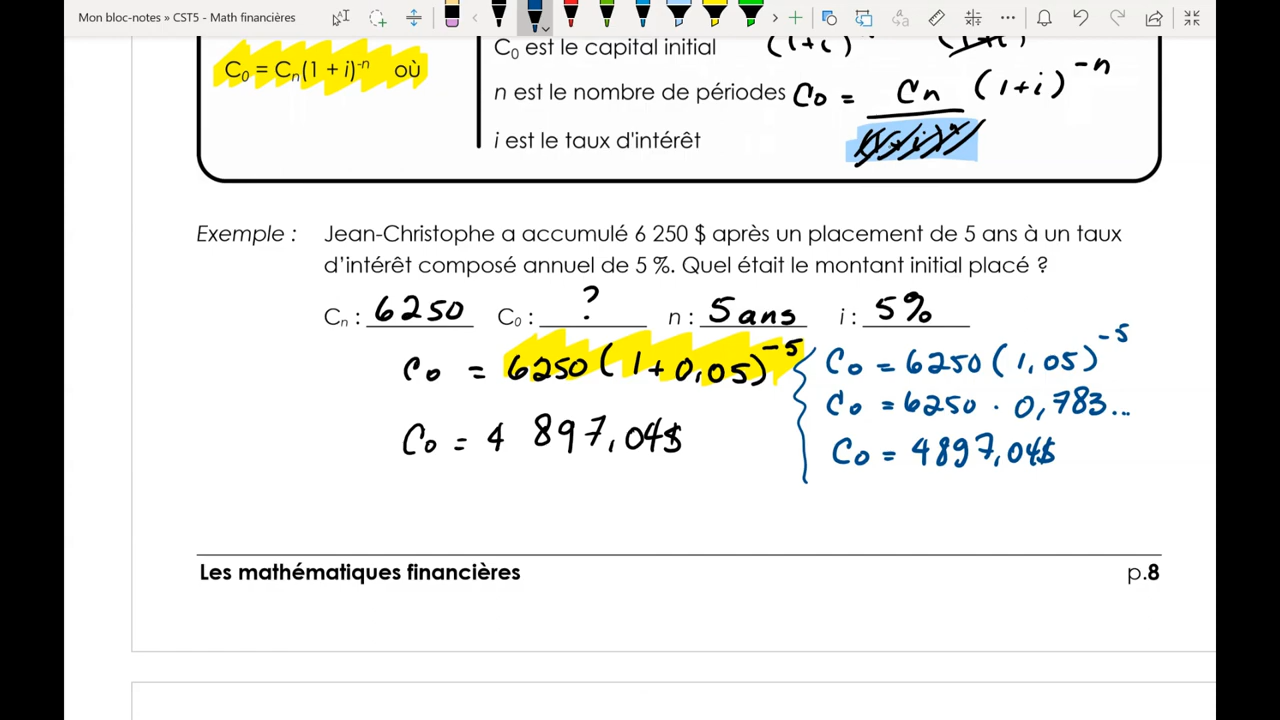 Mon bloc-notes » CST5 - Math financières
C₀ est le capital initial (1+i)
C₀ = Cₙ(1 + i)⁻ⁿ où
n est le nombre de périodes C₀ = Cₙ (1+i)⁻ⁿ
i est le taux d'intérêt
Exemple : Jean-Christophe a accumulé 6 250 $ après un placement de 5 ans à un taux
d'intérêt composé annuel de 5 %. Quel était le montant initial placé ?
Cₙ : 6250 C₀ : ? n : 5 ans i : 5%
C₀ = 6250(1+0,05)⁻⁵
C₀ = 4 897,04$
C₀ = 6250(1,05)⁻⁵
C₀ = 6250 · 0,783...
C₀ = 4897,04$
Les mathématiques financières p.8